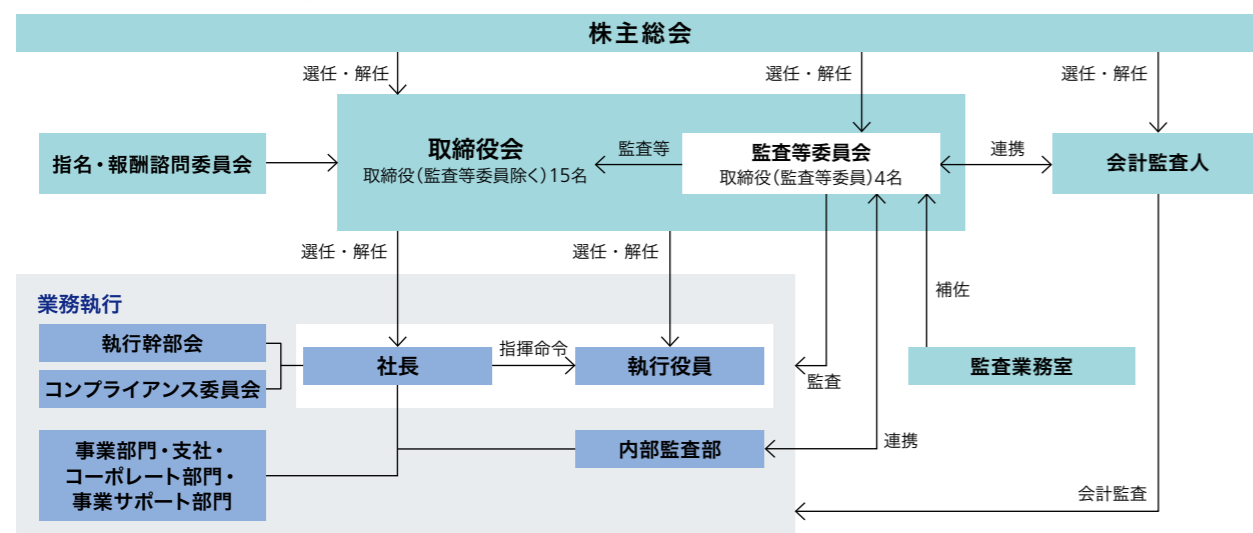 株主総会
選任・解任
選任・解任
選任・解任
指名・報酬諮問委員会
取締役会
取締役(監査等委員除く)15名
監査等
監査等委員会
取締役(監査等委員)4名
連携
会計監査人
選任・解任
選任・解任
業務執行
補佐
執行幹部会
コンプライアンス委員会
社長
指揮命令
執行役員
監査
監査業務室
事業部門・支社・
コーポレート部門・
事業サポート部門
内部監査部
連携
会計監査